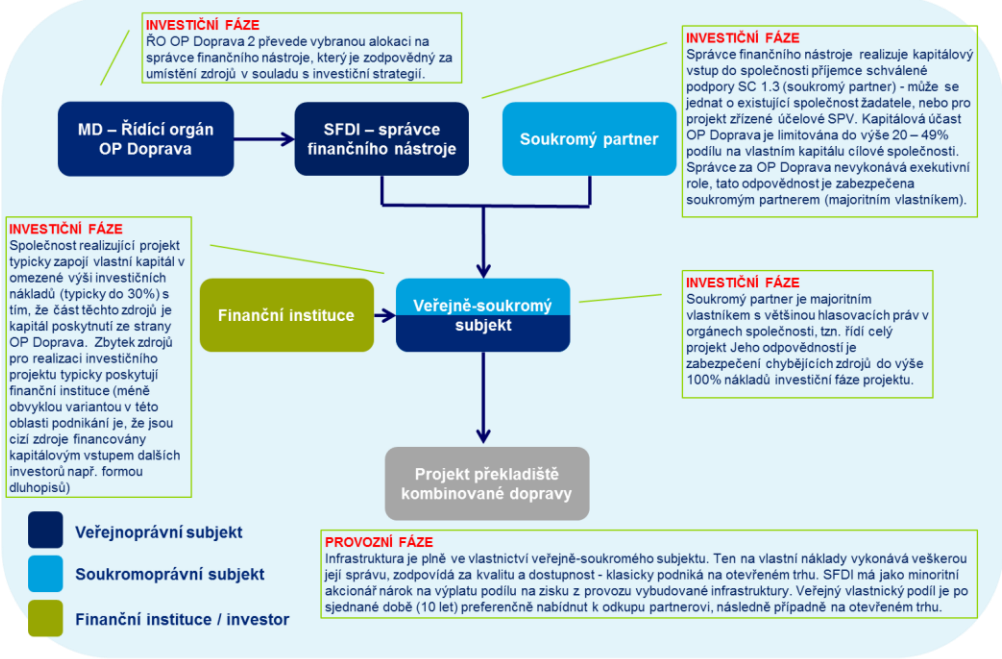 INVESTIČNÍ FÁZE
ŘO OP Doprava 2 převede vybranou alokaci na
správce finančního nástroje, který je zodpovědný za
umístění zdrojů v souladu s investiční strategií.
INVESTIČNÍ FÁZE
Správce finančního nástroje realizuje kapitálový
vstup do společnosti příjemce schválené
podpory SC 1.3 (soukromý partner) - může se
jednat o existující společnost žadatele, nebo pro
projekt zřízené účelové SPV. Kapitálová účast
OP Doprava je limitována do výše 20 – 49%
podílu na vlastním kapitálu cílové společnosti.
Správce za OP Doprava nevykonává exekutivní
role, tato odpovědnost je zabezpečena
soukromým partnerem (majoritním vlastníkem).
MD – Řídící orgán
OP Doprava
SFDI – správce
finančního nástroje
Soukromý partner
INVESTIČNÍ FÁZE
Společnost realizující projekt
typicky zapojí vlastní kapitál v
omezené výši investičních
nákladů (typicky do 30%) s
tím, že část těchto zdrojů je
kapitál poskytnutí ze strany
OP Doprava. Zbytek zdrojů
pro realizaci investičního
projektu typicky poskytují
finanční instituce (méně
obvyklou variantou v této
oblasti podnikání je, že jsou
cizí zdroje financovány
kapitálovým vstupem dalších
investorů např. formou
dluhopisů)
Finanční instituce
Veřejně-soukromý
subjekt
INVESTIČNÍ FÁZE
Soukromý partner je majoritním
vlastníkem s většinou hlasovacích práv v
orgánech společnosti, tzn. řídí celý
projekt Jeho odpovědností je
zabezpečení chybějících zdrojů do výše
100% nákladů investiční fáze projektu.
Projekt překladiště
kombinované dopravy
Veřejnoprávní subjekt
Soukromoprávní subjekt
Finanční instituce / investor
PROVOZNÍ FÁZE
Infrastruktura je plně ve vlastnictví veřejně-soukromého subjektu. Ten na vlastní náklady vykonává veškerou
její správu, zodpovídá za kvalitu a dostupnost - klasicky podniká na otevřeném trhu. SFDI má jako minoritní
akcionář nárok na výplatu podílu na zisku z provozu vybudované infrastruktury. Veřejný vlastnický podíl je po
sjednané době (10 let) preferenčně nabídnut k odkupu partnerovi, následně případně na otevřeném trhu.